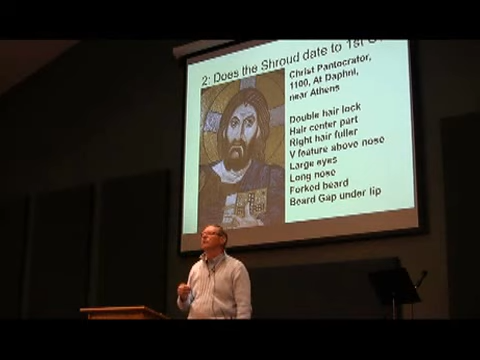 2: Does the Shroud date to 1st
Christ Pantocrator,
1100, At Daphni,
near Athens
Double hair lock
Hair center part
Right hair fuller
V feature above nose
Large eyes
Long nose
Forked beard
Beard Gap under lip